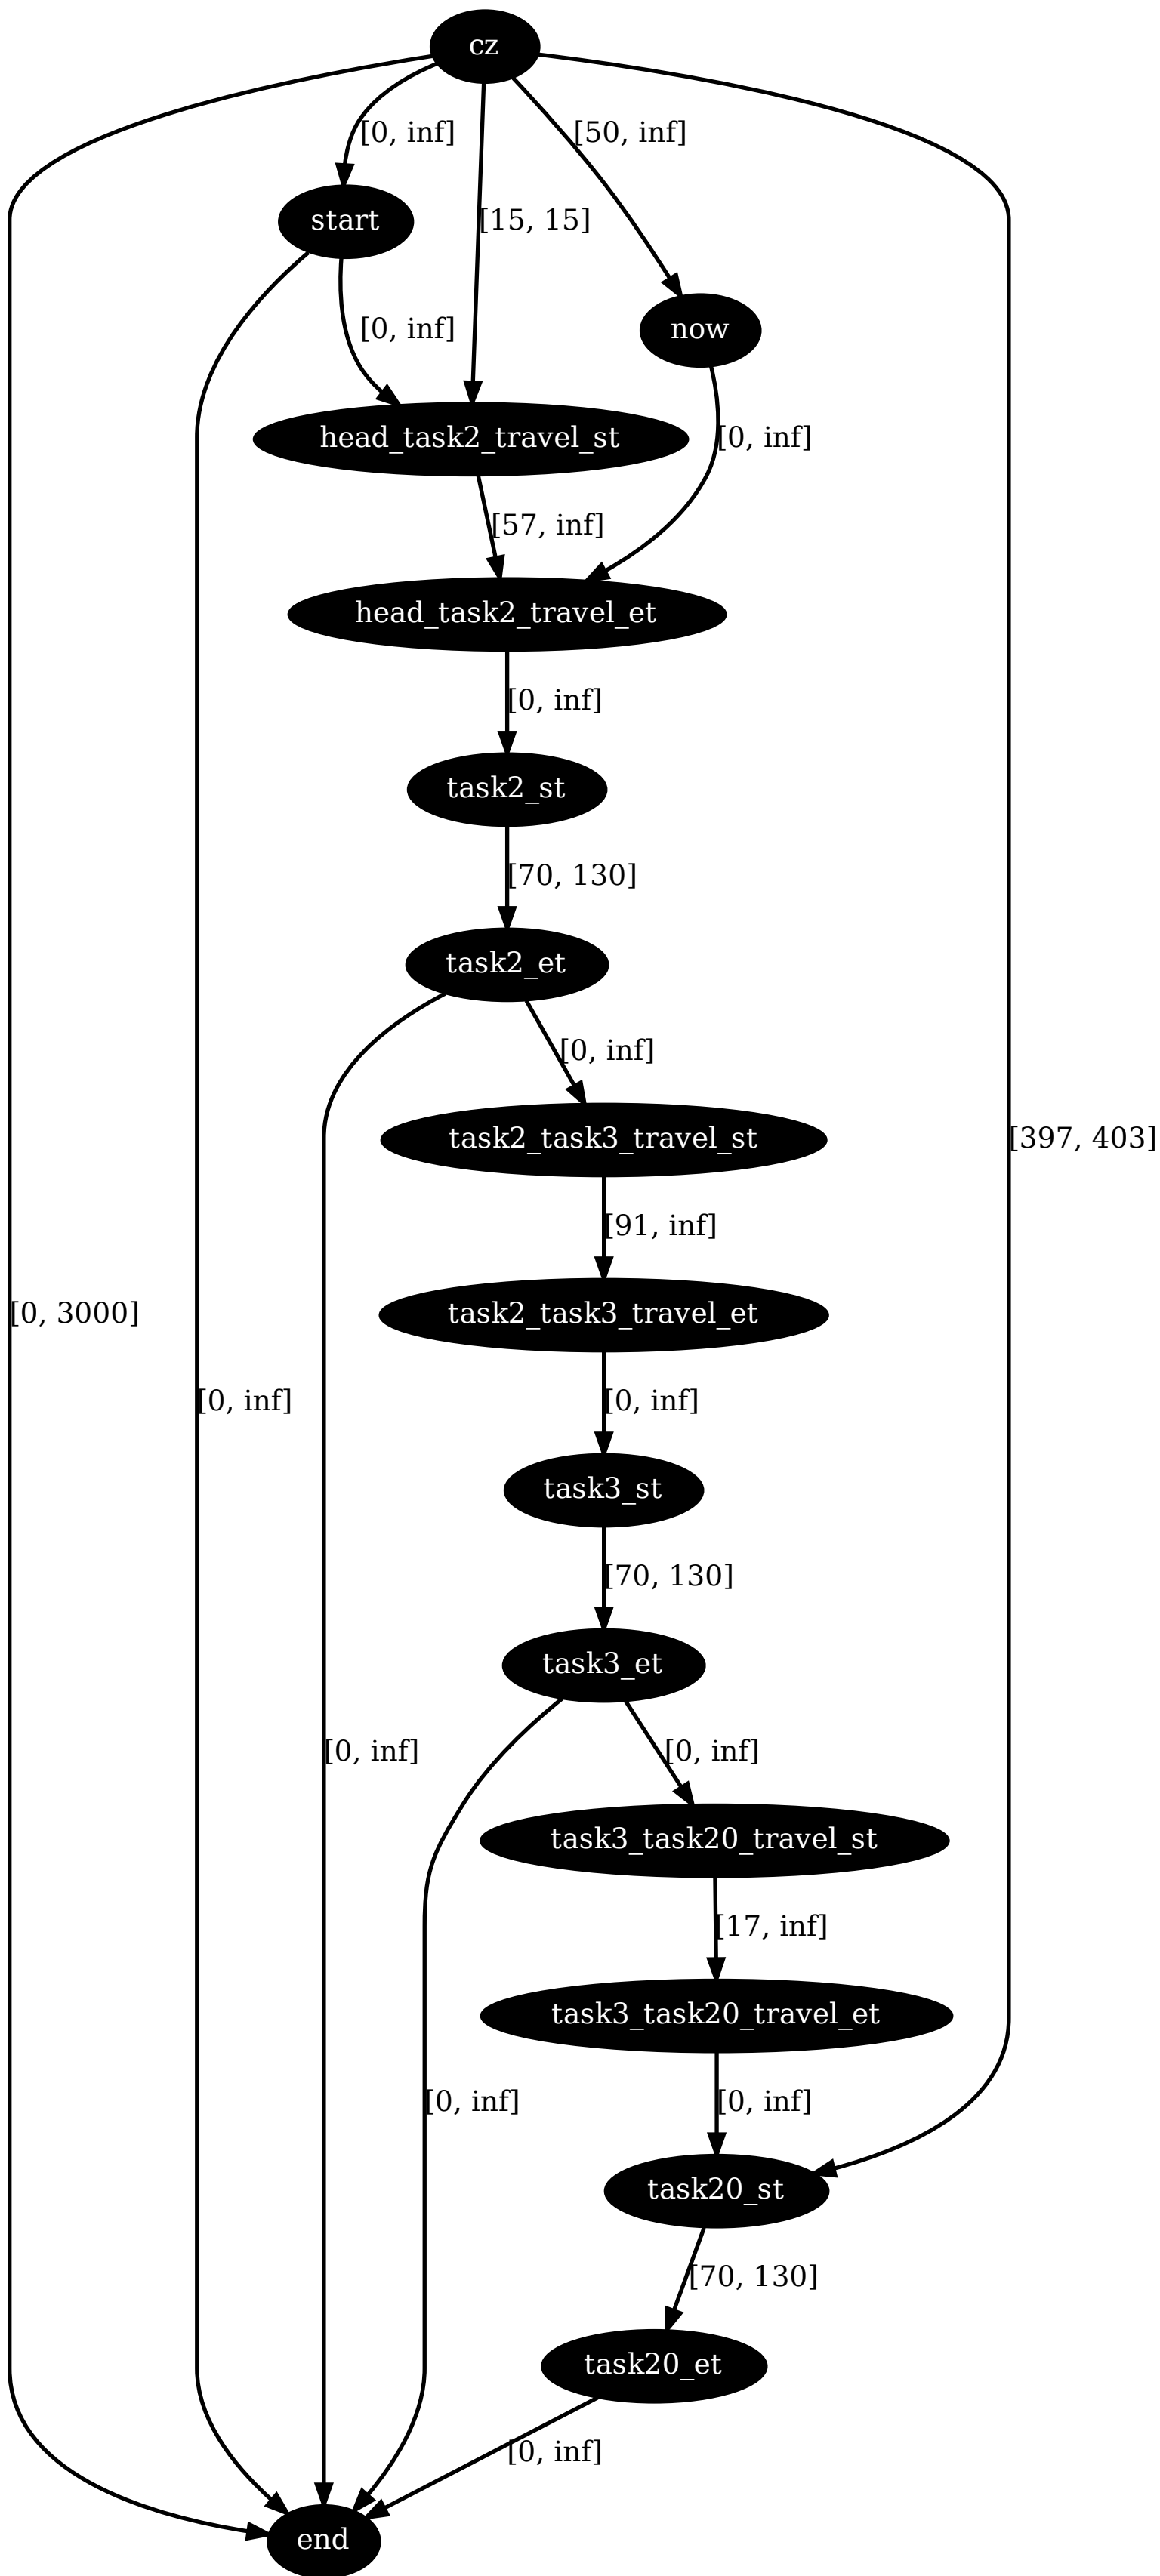 cz
[0, inf]
[50, inf]
start
[15, 15]
now
[0, inf]
head_task2_travel_st
[0, inf]
[57, inf]
head_task2_travel_et
[0, inf]
task2_st
[70, 130]
task2_et
[0, inf]
task2_task3_travel_st
[397, 403]
[91, inf]
task2_task3_travel_et
[0, 3000]
[0, inf]
[0, inf]
task3_st
[70, 130]
task3_et
[0, inf]
[0, inf]
task3_task20_travel_st
[17, inf]
task3_task20_travel_et
[0, inf]
[0, inf]
task20_st
[70, 130]
task20_et
[0, inf]
end